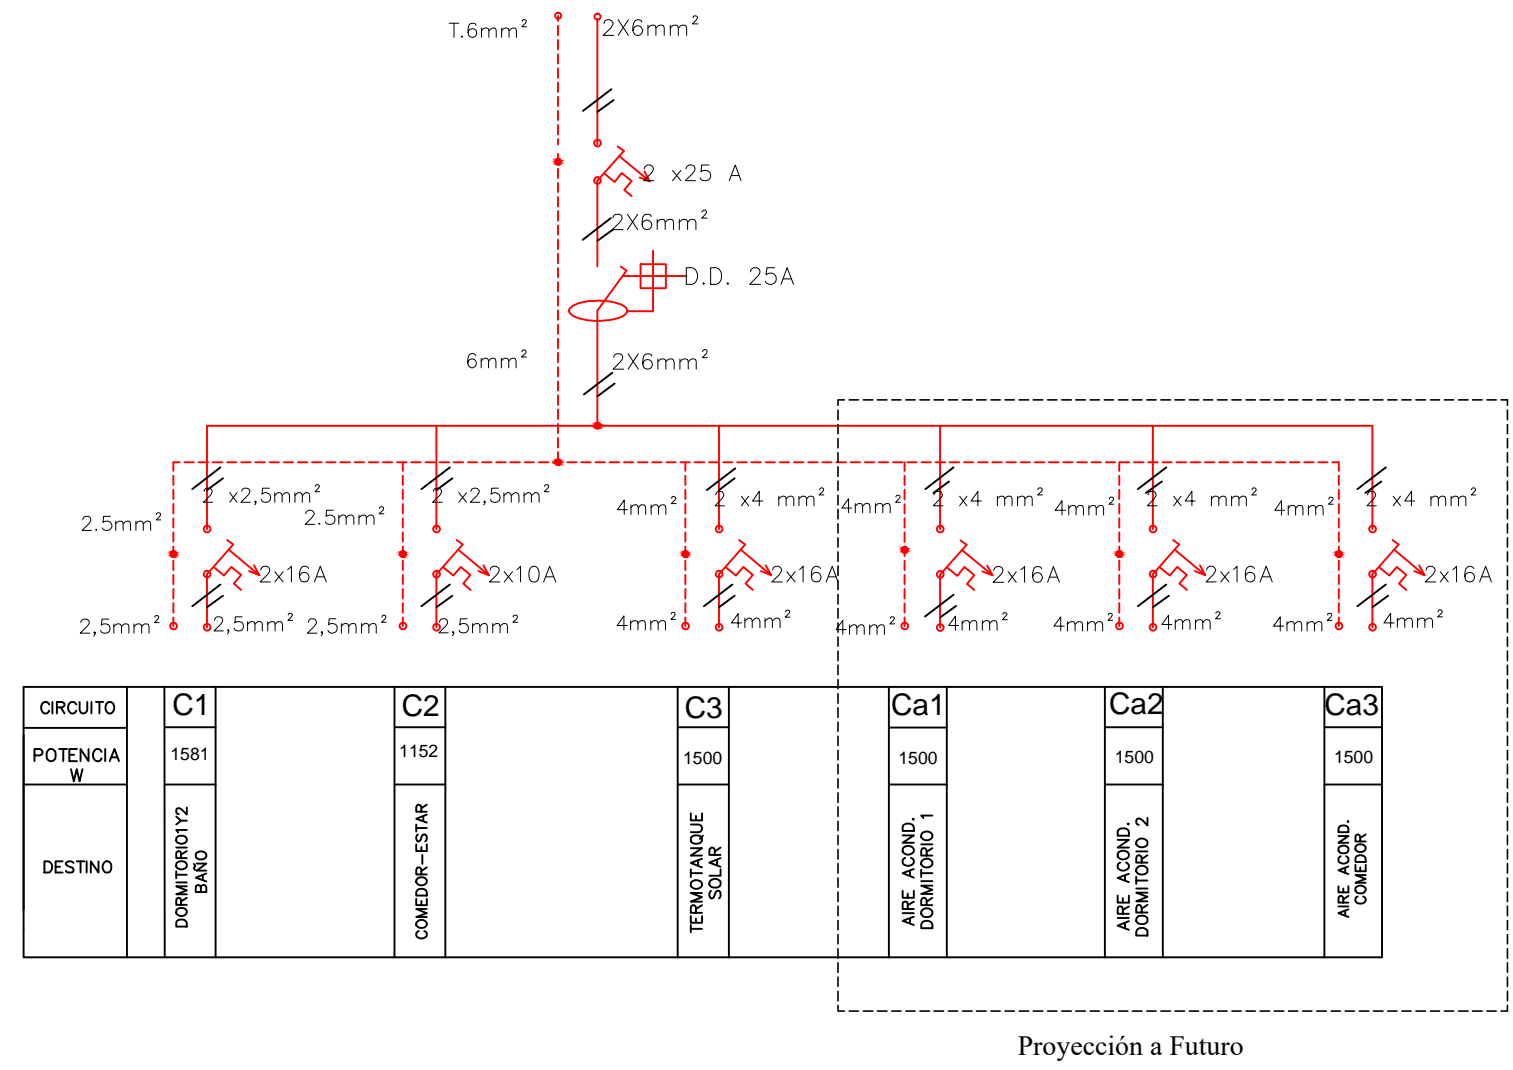 T.6mm²
2X6mm²
2 x25 A
2X6mm²
D.D. 25A
6mm²
2X6mm²
2 x2,5mm²
2 x2,5mm²
2 x4 mm²
2 x4 mm²
2 x4 mm²
2 x4 mm²
2.5mm²
2.5mm²
4mm²
4mm²
4mm²
4mm²
2x16A
2x10A
2x16A
2x16A
2x16A
2x16A
2,5mm²
2,5mm²
2,5mm²
2,5mm²
4mm²
4mm²
4mm²
4mm²
4mm²
4mm²
4mm²
4mm²
CIRCUITO
C1
C2
C3
Ca1
Ca2
Ca3
POTENCIA
W
1581
1152
1500
1500
1500
1500
DESTINO
DORMITORIO1Y2
BAÑO
COMEDOR-ESTAR
TERMOTANQUE
SOLAR
AIRE ACOND.
DORMITORIO 1
AIRE ACOND.
DORMITORIO 2
AIRE ACOND.
COMEDOR
Proyección a Futuro